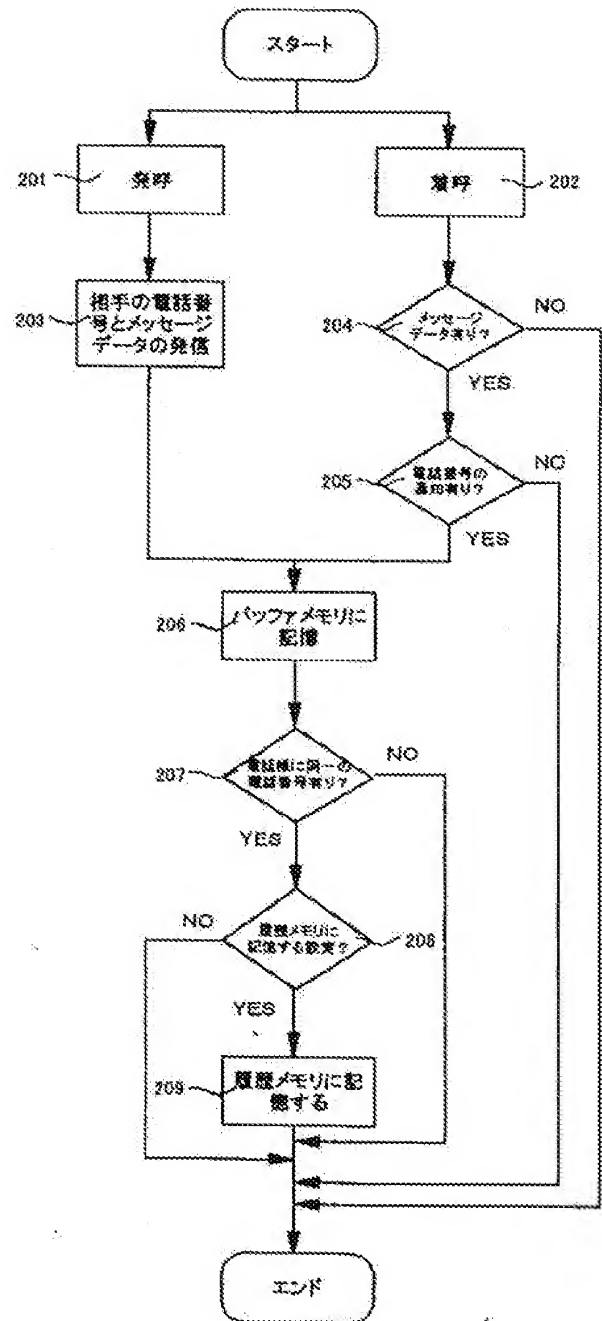 スタート
201
発呼
着呼
202
203
相手の電話番
号とメッセージ
データの発信
204
メッセージ
データ有り?
NO
YES
205
電話番号の
通知有り?
NO
YES
206
バッファメモリに
記憶
207
電話帳に同一の
電話番号有り?
NO
YES
NO
履歴メモリに
記憶する設定?
208
YES
209
履歴メモリに記
憶する
エンド